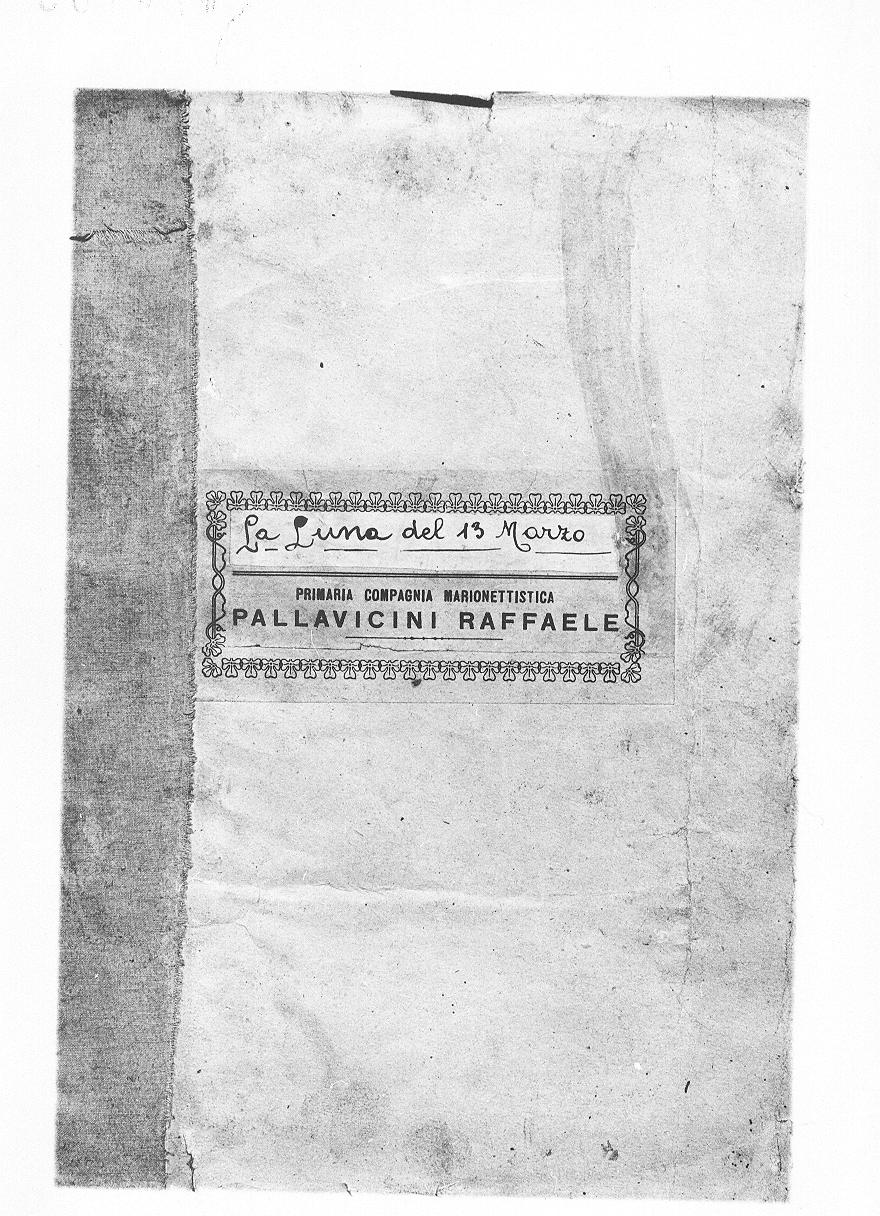 La Luna del 13 Marzo
PRIMARIA COMPAGNIA MARIONETTISTICA
PALLAVICINI RAFFAELE